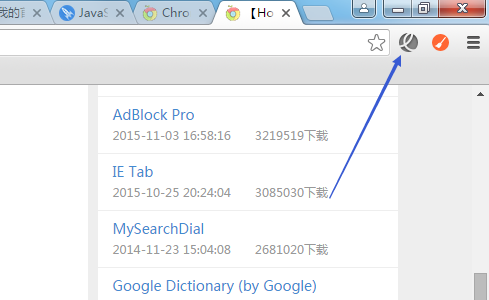 我的
JavaS
Chro
【Ho
AdBlock Pro
2015-11-03 16:58:16 3219519下载
IE Tab
2015-10-25 20:24:04 3085030下载
MySearchDial
2014-11-23 15:04:08 2681020下载
Google Dictionary (by Google)